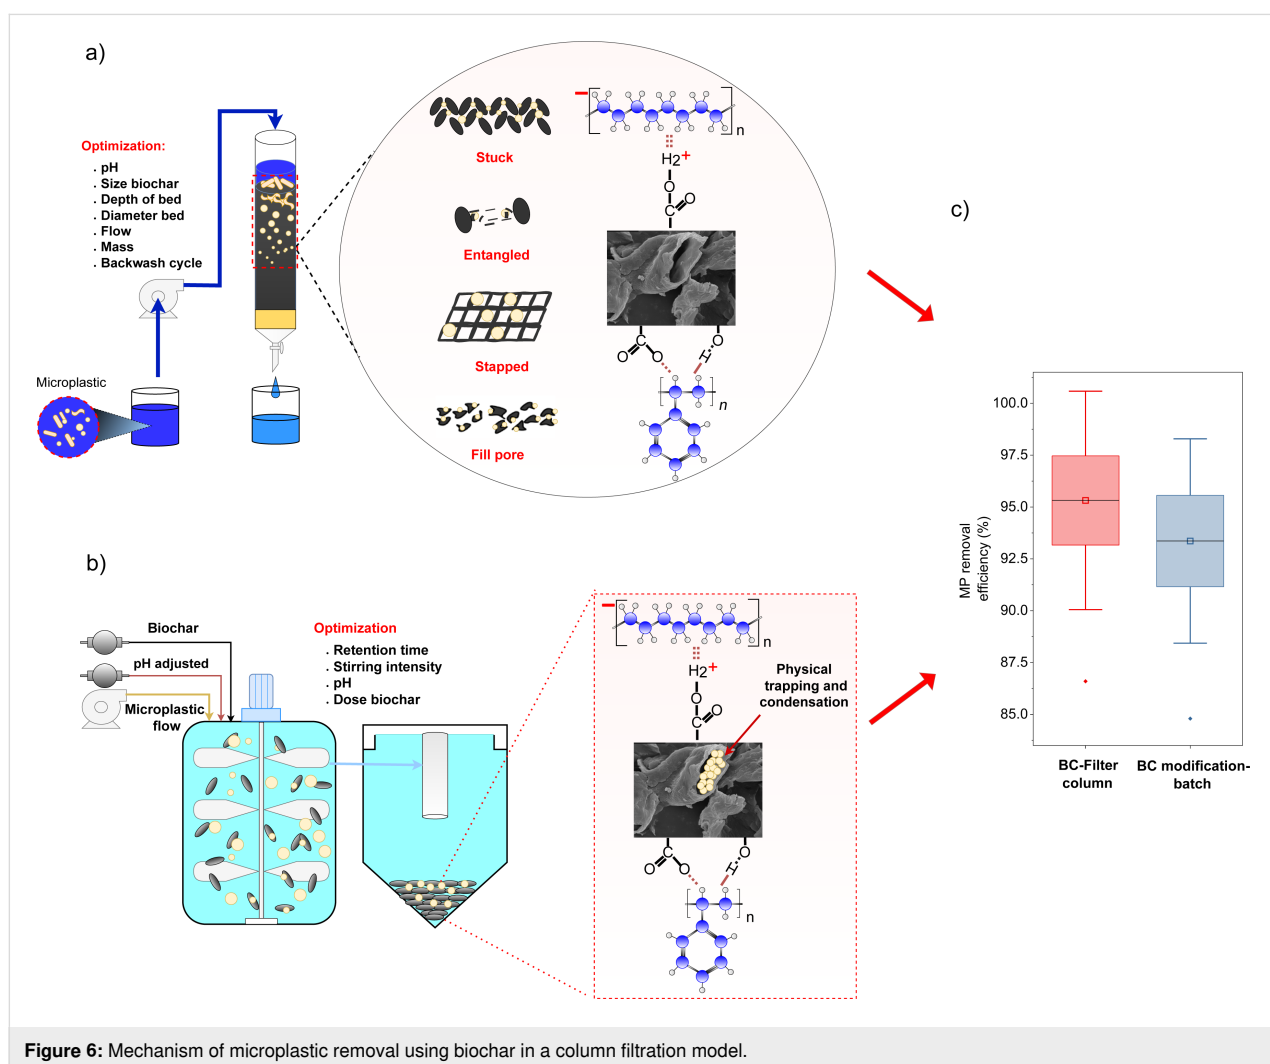 a)
Optimization:
. pH
. Size biochar
. Depth of bed
. Diameter bed
. Flow
. Mass
. Backwash cycle
Microplastic
Stuck
Entangled
Stapped
Fill pore
n
H2+
O
C
O
C
O
O
H
O
n
b)
Biochar
pH adjusted
Microplastic
flow
Optimization
. Retention time
. Stirring intensity
. pH
. Dose biochar
n
H2+
O
C
O
Physical
trapping and
condensation
C
O
O
H
O
n
c)
MP removal
efficiency (%)
100.0
97.5
95.0
92.5
90.0
87.5
85.0
BC-Filter
column
BC modification-
batch
Figure 6: Mechanism of microplastic removal using biochar in a column filtration model.